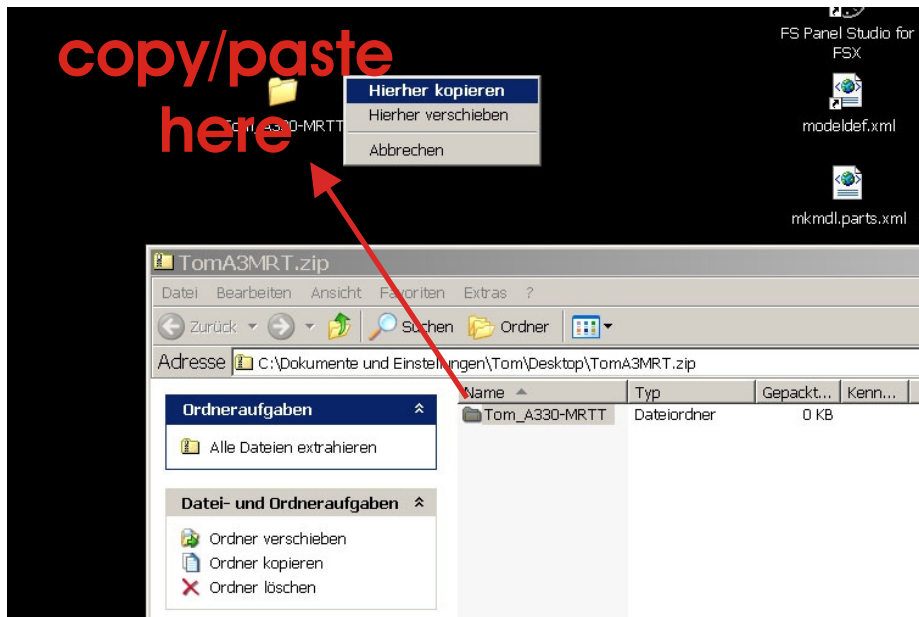 copy/paste
here
FS Panel Studio for
FSX
Hierher kopieren
Hierher verschieben
Abbrechen
Tom_A330-MRTT
modeldef.xml
mkmdl.parts.xml
TomA3MRT.zip
Datei Bearbeiten Ansicht Favoriten Extras ?
Zurück Suchen Ordner
Adresse C:\Dokumente und Einstellungen\Tom\Desktop\TomA3MRT.zip
Name Typ Gepackt... Kenn...
Tom_A330-MRTT Dateiordner 0 KB
Ordneraufgaben
Alle Dateien extrahieren
Datei- und Ordneraufgaben
Ordner verschieben
Ordner kopieren
Ordner löschen